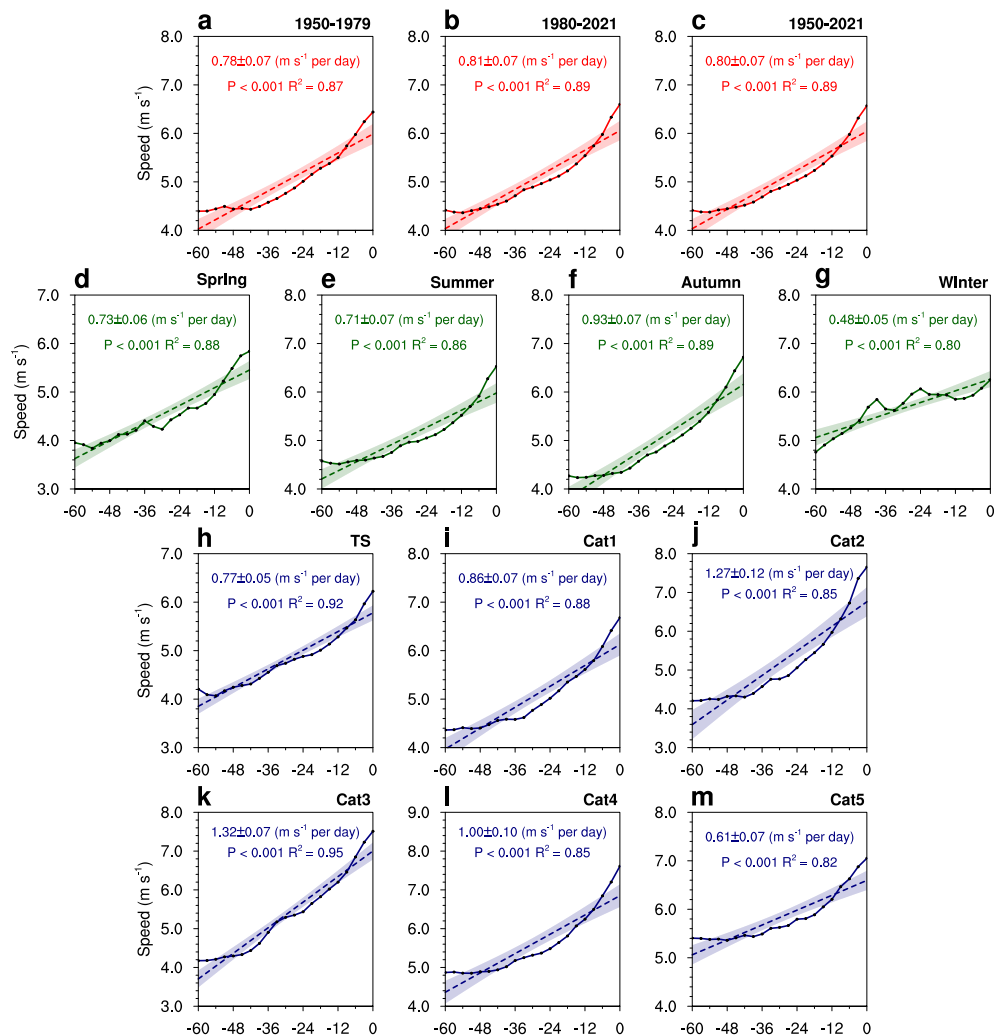 a 1950-1979
b 1980-2021
c 1950-2021
8.0
7.0
6.0
5.0
4.0
Speed (m s⁻¹)
0.78±0.07 (m s⁻¹ per day)
P < 0.001 R² = 0.87
-60 -48 -36 -24 -12 0
8.0
7.0
6.0
5.0
4.0
0.81±0.07 (m s⁻¹ per day)
P < 0.001 R² = 0.89
-60 -48 -36 -24 -12 0
8.0
7.0
6.0
5.0
4.0
0.80±0.07 (m s⁻¹ per day)
P < 0.001 R² = 0.89
-60 -48 -36 -24 -12 0
d Spring
7.0
6.0
5.0
4.0
3.0
Speed (m s⁻¹)
0.73±0.06 (m s⁻¹ per day)
P < 0.001 R² = 0.88
-60 -48 -36 -24 -12 0
e Summer
8.0
7.0
6.0
5.0
4.0
0.71±0.07 (m s⁻¹ per day)
P < 0.001 R² = 0.86
-60 -48 -36 -24 -12 0
f Autumn
8.0
7.0
6.0
5.0
4.0
0.93±0.07 (m s⁻¹ per day)
P < 0.001 R² = 0.89
-60 -48 -36 -24 -12 0
g Winter
8.0
7.0
6.0
5.0
4.0
0.48±0.05 (m s⁻¹ per day)
P < 0.001 R² = 0.80
-60 -48 -36 -24 -12 0
h TS
7.0
6.0
5.0
4.0
3.0
Speed (m s⁻¹)
0.77±0.05 (m s⁻¹ per day)
P < 0.001 R² = 0.92
-60 -48 -36 -24 -12 0
i Cat1
8.0
7.0
6.0
5.0
4.0
0.86±0.07 (m s⁻¹ per day)
P < 0.001 R² = 0.88
-60 -48 -36 -24 -12 0
j Cat2
8.0
7.0
6.0
5.0
4.0
3.0
1.27±0.12 (m s⁻¹ per day)
P < 0.001 R² = 0.85
-60 -48 -36 -24 -12 0
k Cat3
8.0
7.0
6.0
5.0
4.0
3.0
Speed (m s⁻¹)
1.32±0.07 (m s⁻¹ per day)
P < 0.001 R² = 0.95
-60 -48 -36 -24 -12 0
l Cat4
9.0
8.0
7.0
6.0
5.0
4.0
1.00±0.10 (m s⁻¹ per day)
P < 0.001 R² = 0.85
-60 -48 -36 -24 -12 0
m Cat5
8.0
7.0
6.0
5.0
4.0
0.61±0.07 (m s⁻¹ per day)
P < 0.001 R² = 0.82
-60 -48 -36 -24 -12 0